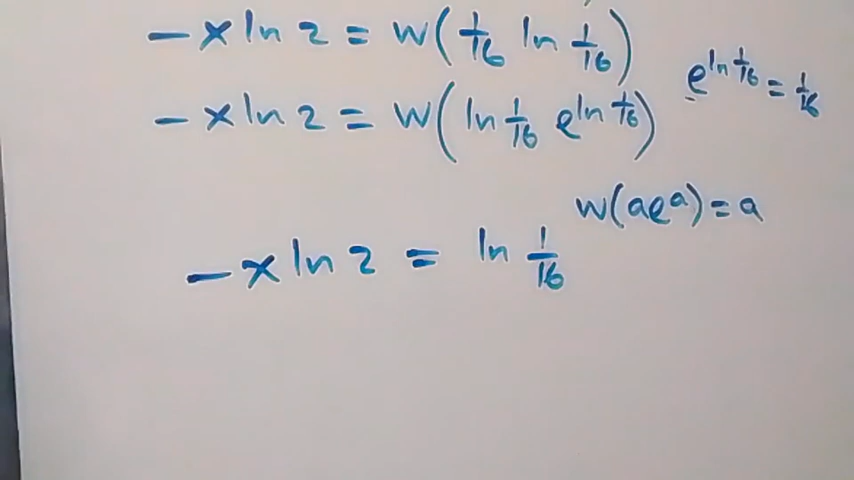 -x ln 2 = W(1/16 ln 1/16)
e^{ln 1/16} = 1/16
-x ln 2 = W(ln 1/16 e^{ln 1/16})
W(ae^a) = a
-x ln 2 = ln 1/16